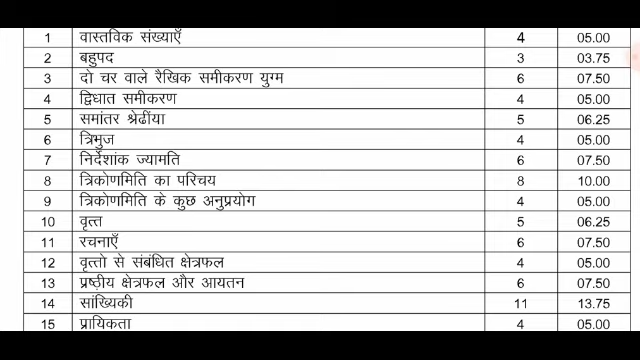 1 वास्तविक संख्याएँ 4 05.00
2 बहुपद 3 03.75
3 दो चर वाले रैखिक समीकरण युग्म 6 07.50
4 द्विघात समीकरण 4 05.00
5 समांतर श्रेढीया 5 06.25
6 त्रिभुज 4 05.00
7 निर्देशांक ज्यामति 6 07.50
8 त्रिकोणमिति का परिचय 8 10.00
9 त्रिकोणमिति के कुछ अनुप्रयोग 4 05.00
10 वृत्त 5 06.25
11 रचनाएँ 6 07.50
12 वृत्तो से संबंधित क्षेत्रफल 4 05.00
13 प्रष्ठीय क्षेत्रफल और आयतन 6 07.50
14 सांख्यिकी 11 13.75
15 प्रायिकता 4 05.00